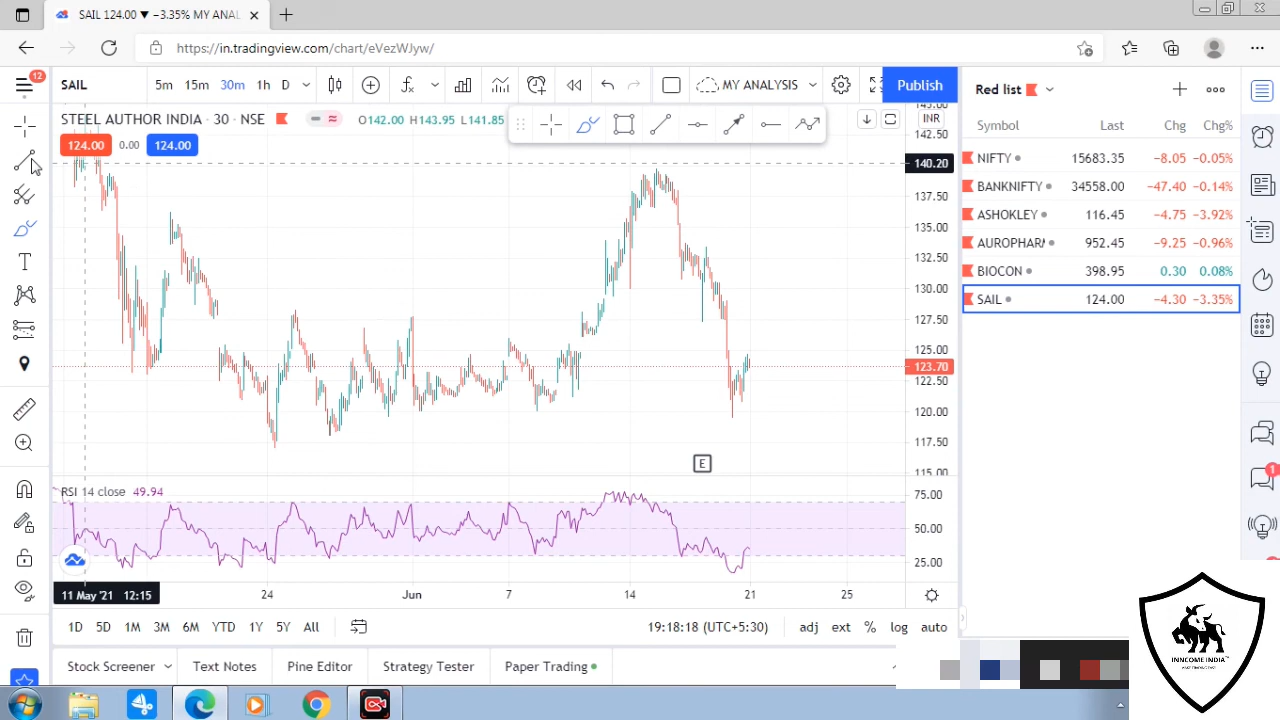 SAIL 124.00 ▼ −3.35% MY ANAL
https://in.tradingview.com/chart/eVezWJyw/
12
SAIL
5m 15m 30m 1h D
MY ANALYSIS
Publish
Red list
STEEL AUTHOR INDIA · 30 · NSE
O142.00 H143.95 L141.85
INR
124.00 0.00 124.00
Symbol Last Chg Chg%
NIFTY 15683.35 −8.05 −0.05%
BANKNIFTY 34558.00 −47.40 −0.14%
ASHOKLEY 116.45 −4.75 −3.92%
AUROPHARM 952.45 −9.25 −0.96%
BIOCON 398.95 0.30 0.08%
SAIL 124.00 −4.30 −3.35%
145.00
142.50
140.20
137.50
135.00
132.50
130.00
127.50
125.00
123.70
122.50
120.00
117.50
115.00
E
RSI 14 close 49.94
75.00
50.00
25.00
11 May '21 12:15
24 Jun 7 14 21 25
1D 5D 1M 3M 6M YTD 1Y 5Y All
19:18:18 (UTC+5:30)
adj ext % log auto
Stock Screener Text Notes Pine Editor Strategy Tester Paper Trading
1
INNCOME INDIA